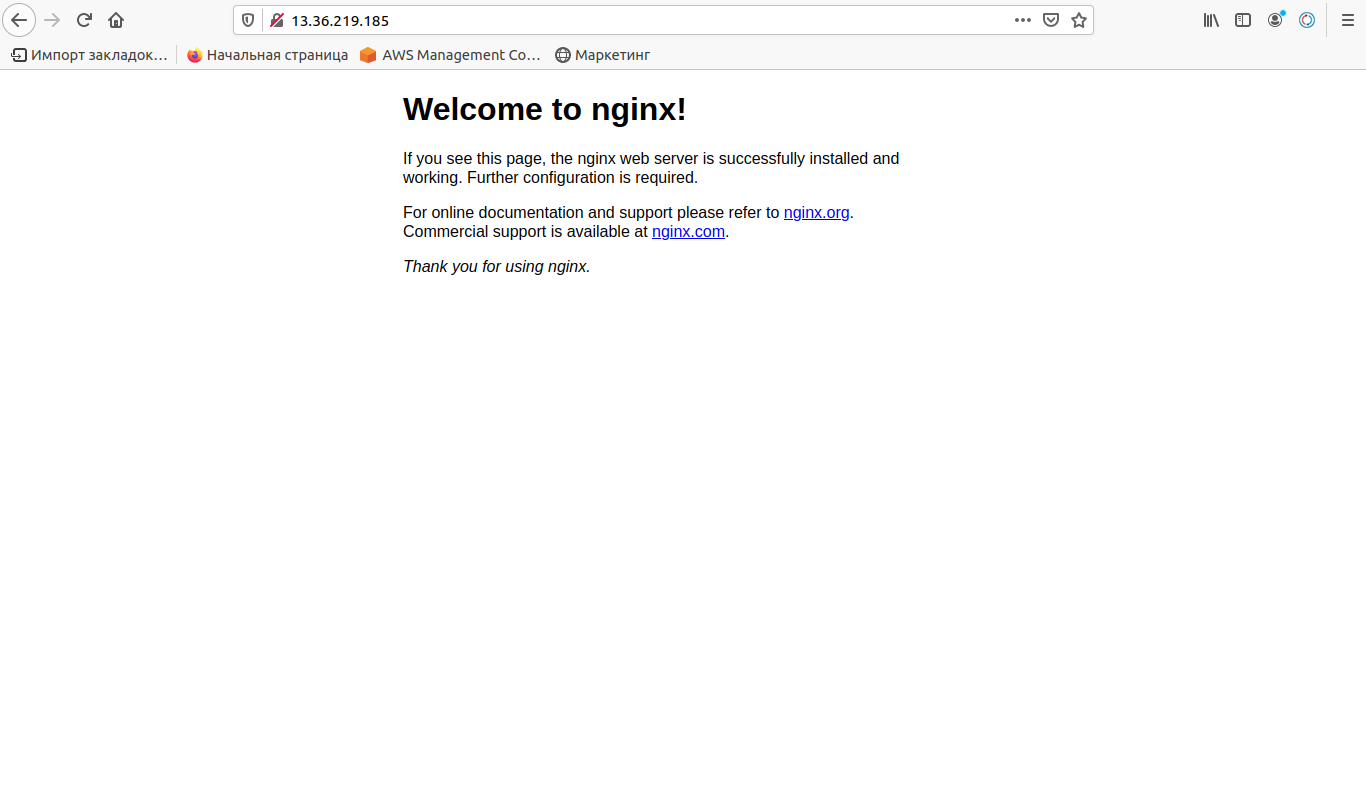 13.36.219.185
Импорт закладок…
Начальная страница
AWS Management Co…
Маркетинг
Welcome to nginx!
If you see this page, the nginx web server is successfully installed and
working. Further configuration is required.
For online documentation and support please refer to nginx.org.
Commercial support is available at nginx.com.
Thank you for using nginx.